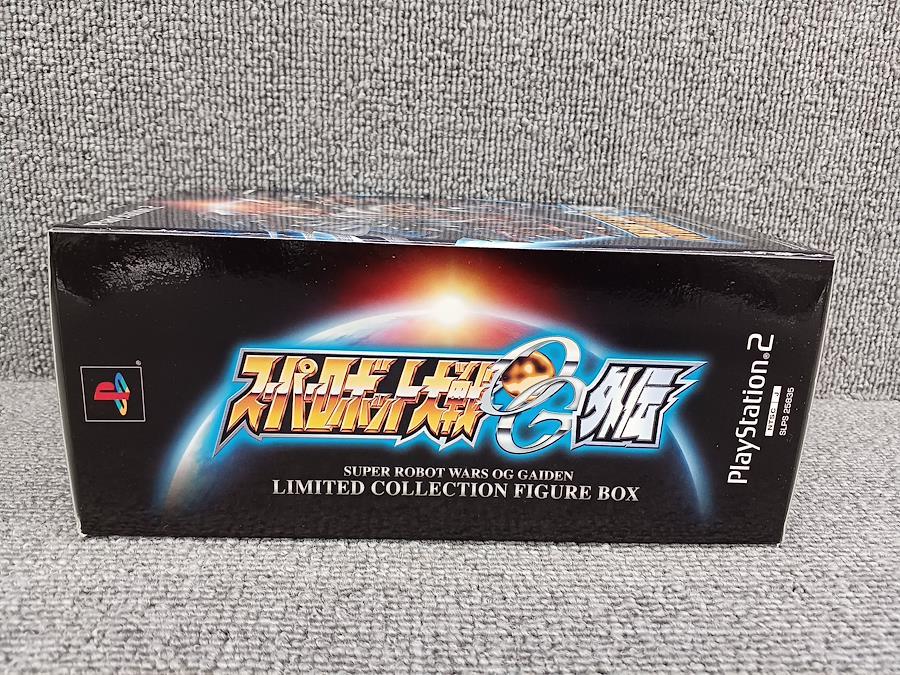 スーパーロボット大戦OG外伝
SUPER ROBOT WARS OG GAIDEN
LIMITED COLLECTION FIGURE BOX
PlayStation®2
NTSC J
SLPS 25835